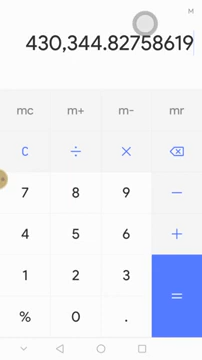 M
430,344.82758619
mc m+ m- mr
C ÷ ×
7 8 9 −
4 5 6 +
1 2 3
% 0 . =